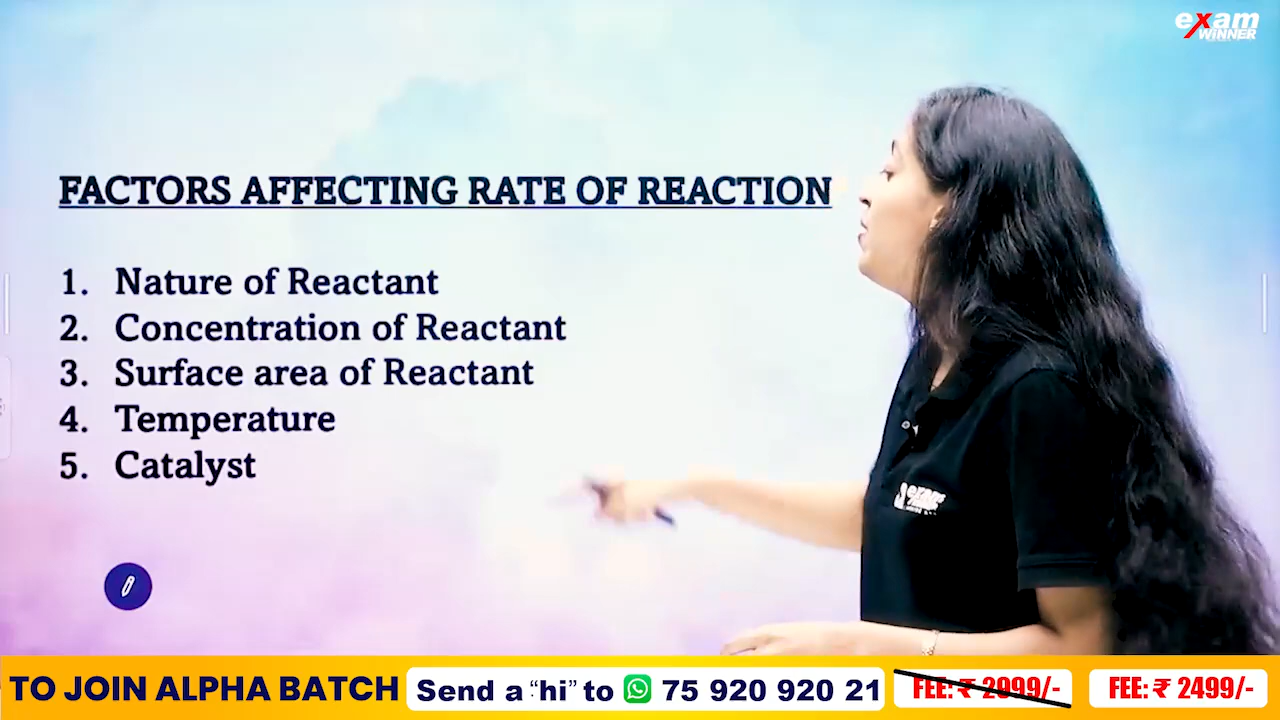 exam
WINNER
FACTORS AFFECTING RATE OF REACTION
1. Nature of Reactant
2. Concentration of Reactant
3. Surface area of Reactant
4. Temperature
5. Catalyst
TO JOIN ALPHA BATCH Send a “hi” to 75 920 920 21 FEE: ₹ 2999/- FEE: ₹ 2499/-